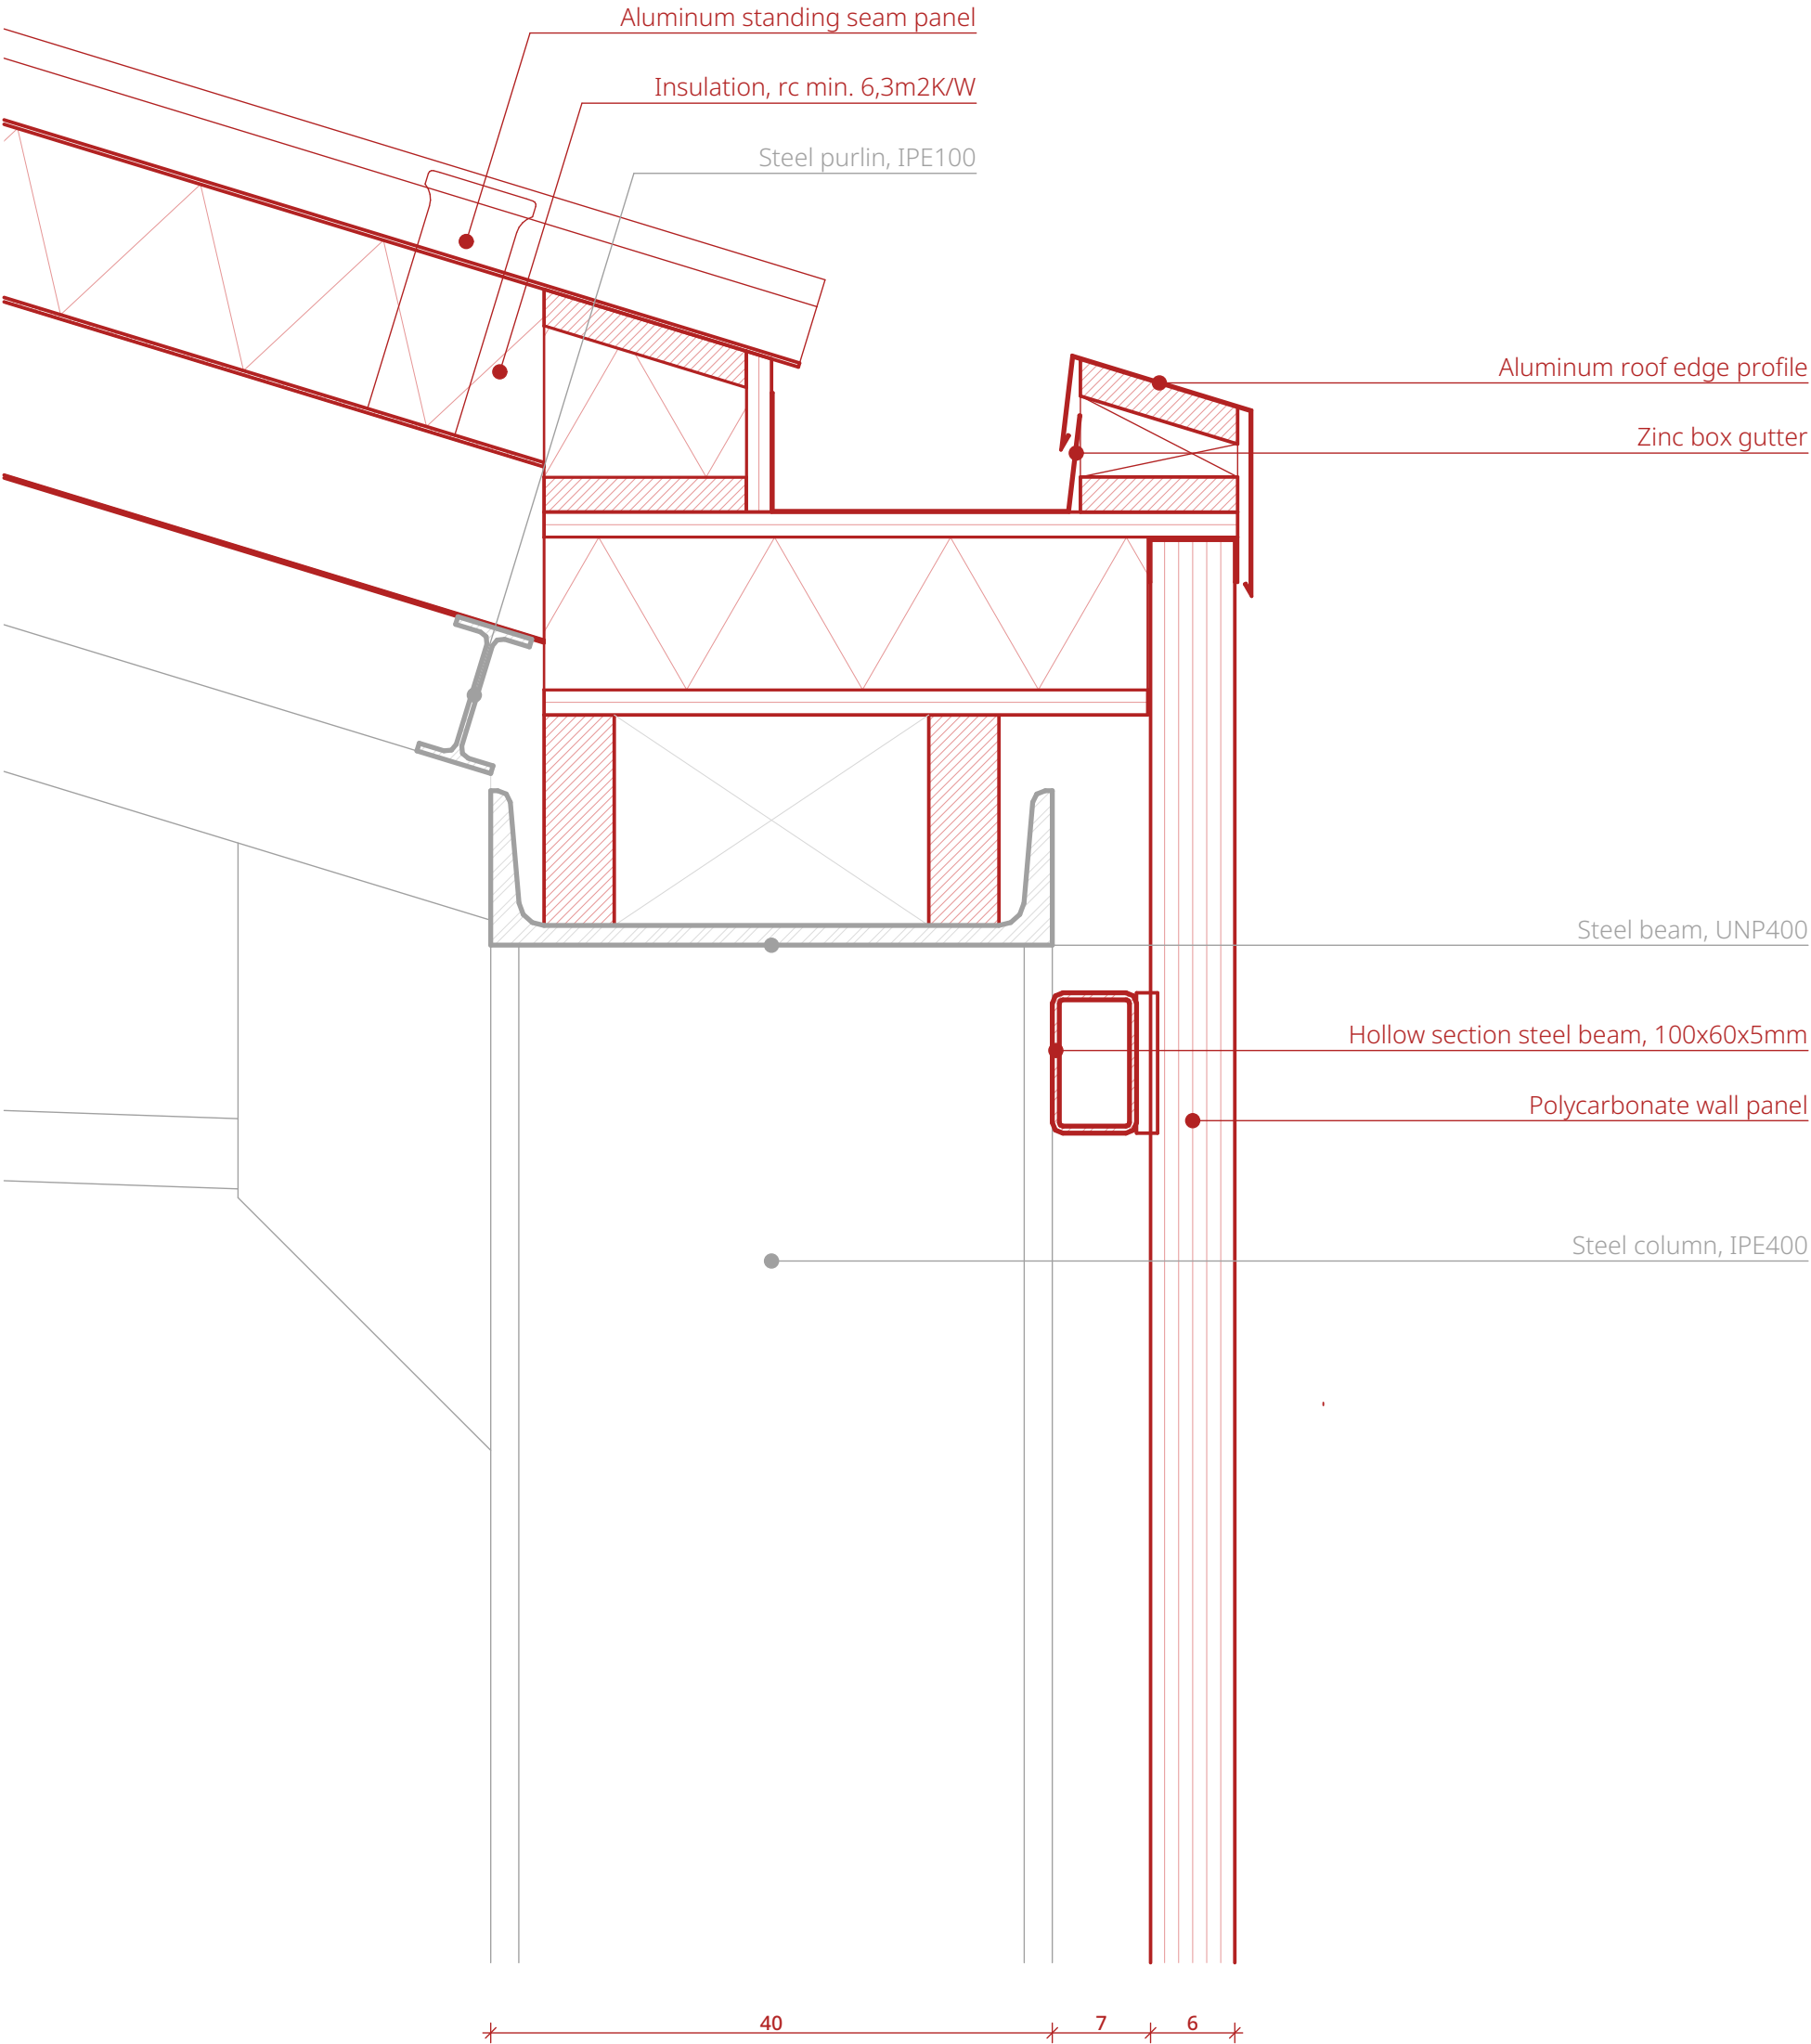 Aluminum standing seam panel
Insulation, rc min. 6,3m2K/W
Steel purlin, IPE100
Aluminum roof edge profile
Zinc box gutter
Steel beam, UNP400
Hollow section steel beam, 100x60x5mm
Polycarbonate wall panel
Steel column, IPE400
40 7 6